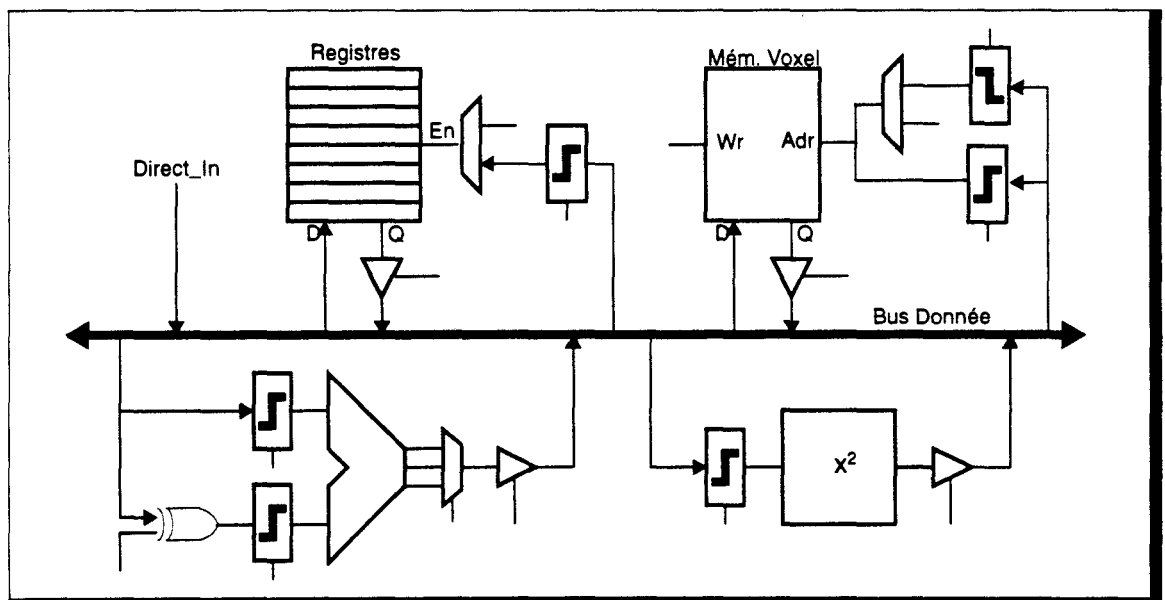 Registres
Mém. Voxel
En
Wr
Adr
Direct_In
D
Q
D
Q
Bus Donnée
X²